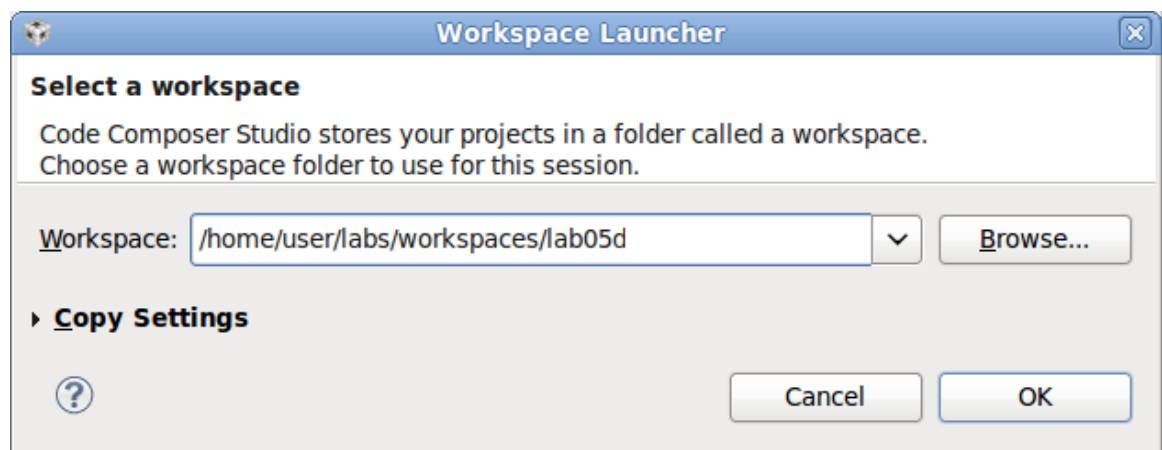 Workspace Launcher
Select a workspace
Code Composer Studio stores your projects in a folder called a workspace.
Choose a workspace folder to use for this session.
Workspace: /home/user/labs/workspaces/lab05d Browse...
Copy Settings
? Cancel OK